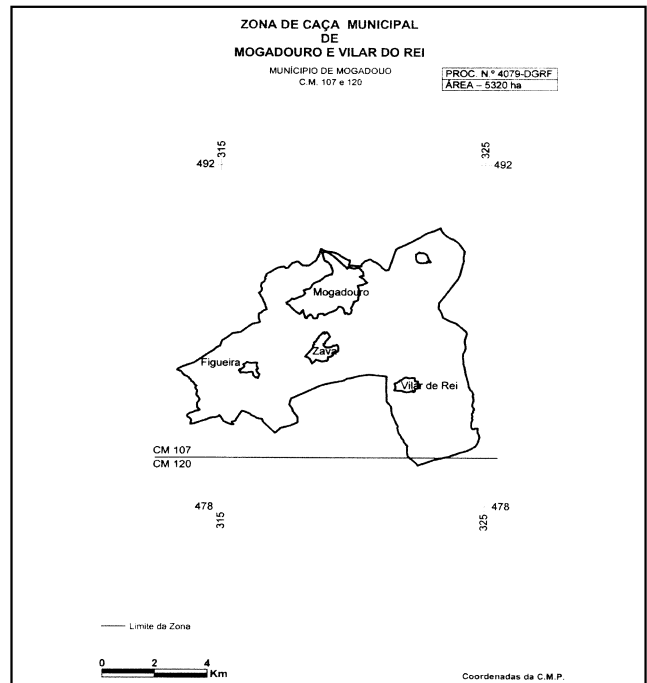 ZONA DE CAÇA MUNICIPAL
DE
MOGADOURO E VILAR DO REI
MUNÍCIPIO DE MOGADOUO
C.M. 107 e 120
PROC. N.º 4079-DGRF
ÁREA – 5320 ha
315
325
492
492
Mogadouro
Zava
Figueira
Vilar de Rei
CM 107
CM 120
478
478
315
325
Limite da Zona
0 2 4
Km
Coordenadas da C.M.P.